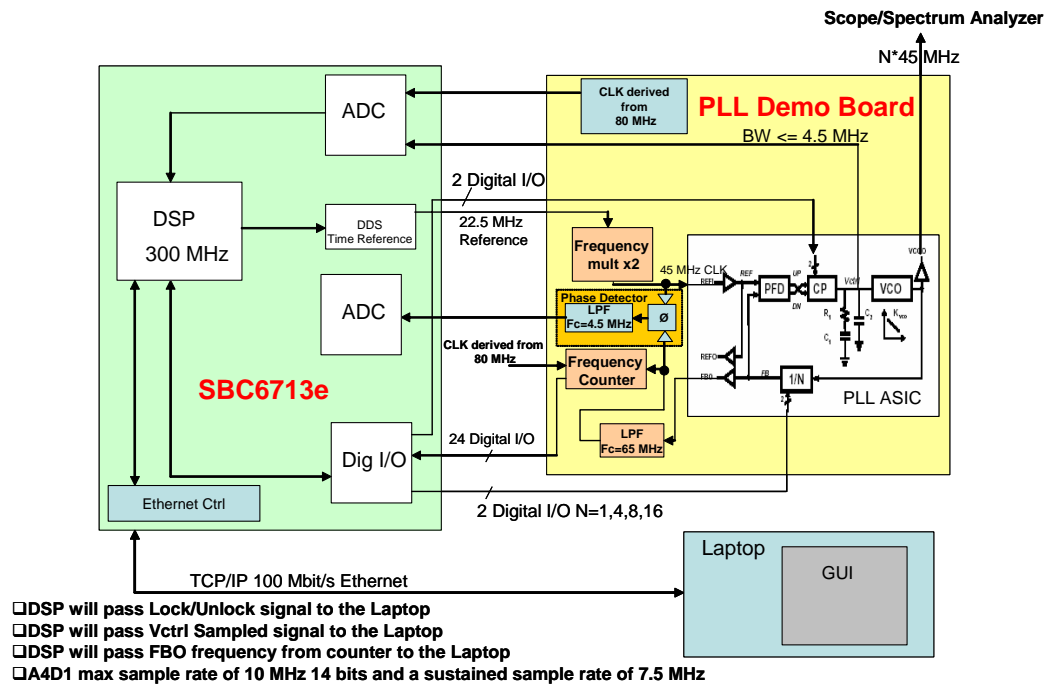 Scope/Spectrum Analyzer
N*45 MHz
CLK derived
from
80 MHz
PLL Demo Board
BW <= 4.5 MHz
ADC
2 Digital I/O
DSP
300 MHz
DDS
Time Reference
22.5 MHz
Reference
Frequency
mult x2
45 MHz CLK
REFI
REF
UP
DN
PFD
2
CP
Vctrl
VCO
VCOO
R1
C1
C2
KVCO
Phase Detector
LPF
Fc=4.5 MHz
Ø
ADC
CLK derived from
80 MHz
Frequency
Counter
REFO
FBO
FB
1/N
2
PLL ASIC
SBC6713e
24 Digital I/O
LPF
Fc=65 MHz
Dig I/O
Ethernet Ctrl
2 Digital I/O N=1,4,8,16
Laptop
GUI
TCP/IP 100 Mbit/s Ethernet
❑DSP will pass Lock/Unlock signal to the Laptop
❑DSP will pass Vctrl Sampled signal to the Laptop
❑DSP will pass FBO frequency from counter to the Laptop
❑A4D1 max sample rate of 10 MHz 14 bits and a sustained sample rate of 7.5 MHz